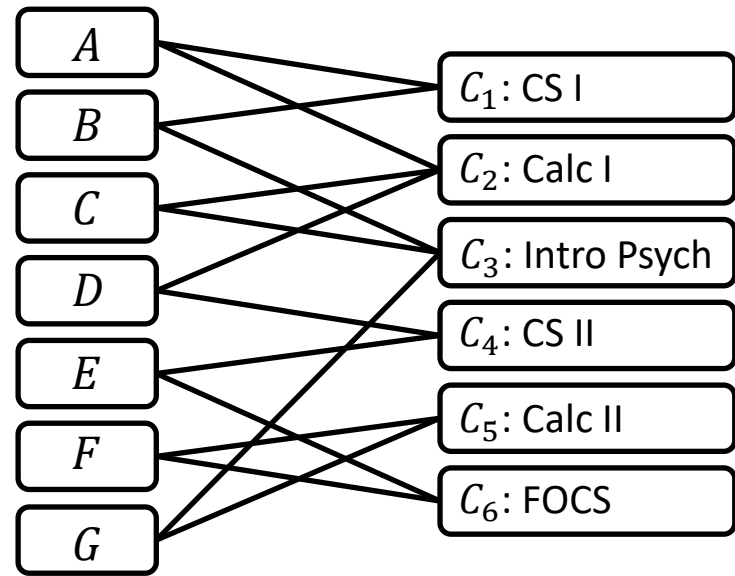 A
B
C
D
E
F
G
C₁: CS I
C₂: Calc I
C₃: Intro Psych
C₄: CS II
C₅: Calc II
C₆: FOCS